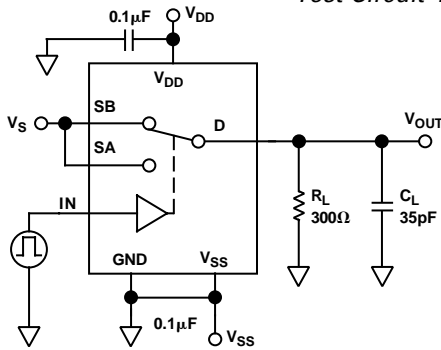 Test Circuit
0.1µF
VDD
VDD
VS
SB
SA
D
VOUT
RL
300Ω
CL
35pF
IN
GND
VSS
0.1µF
VSS